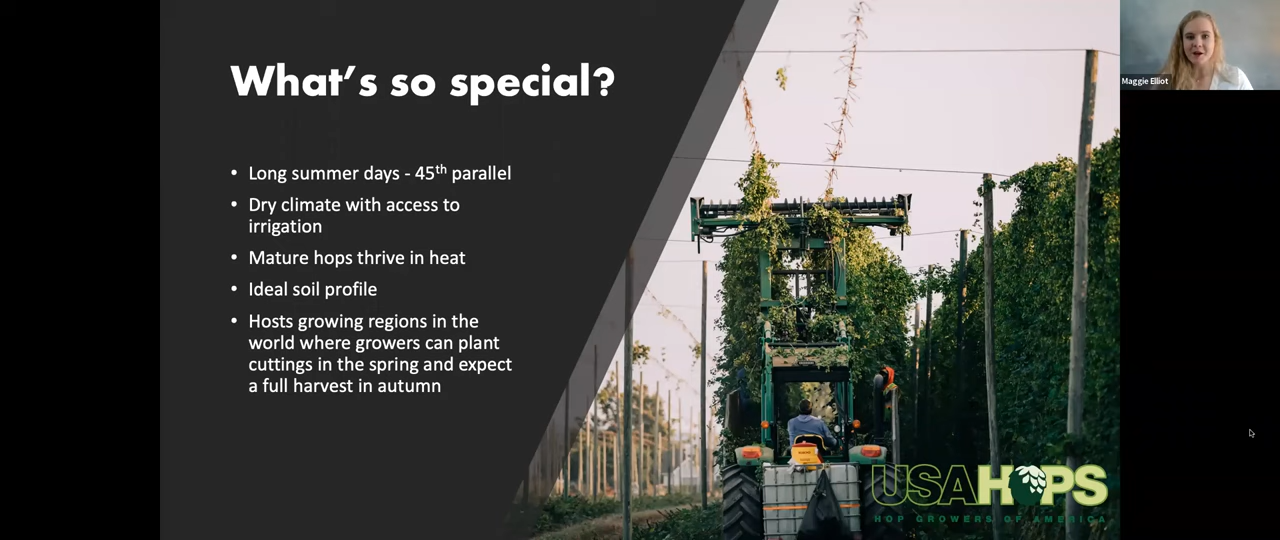 What's so special?
• Long summer days - 45th parallel
• Dry climate with access to
irrigation
• Mature hops thrive in heat
• Ideal soil profile
• Hosts growing regions in the
world where growers can plant
cuttings in the spring and expect
a full harvest in autumn
Maggie Elliot
USAHOPS
HOP GROWERS OF AMERICA